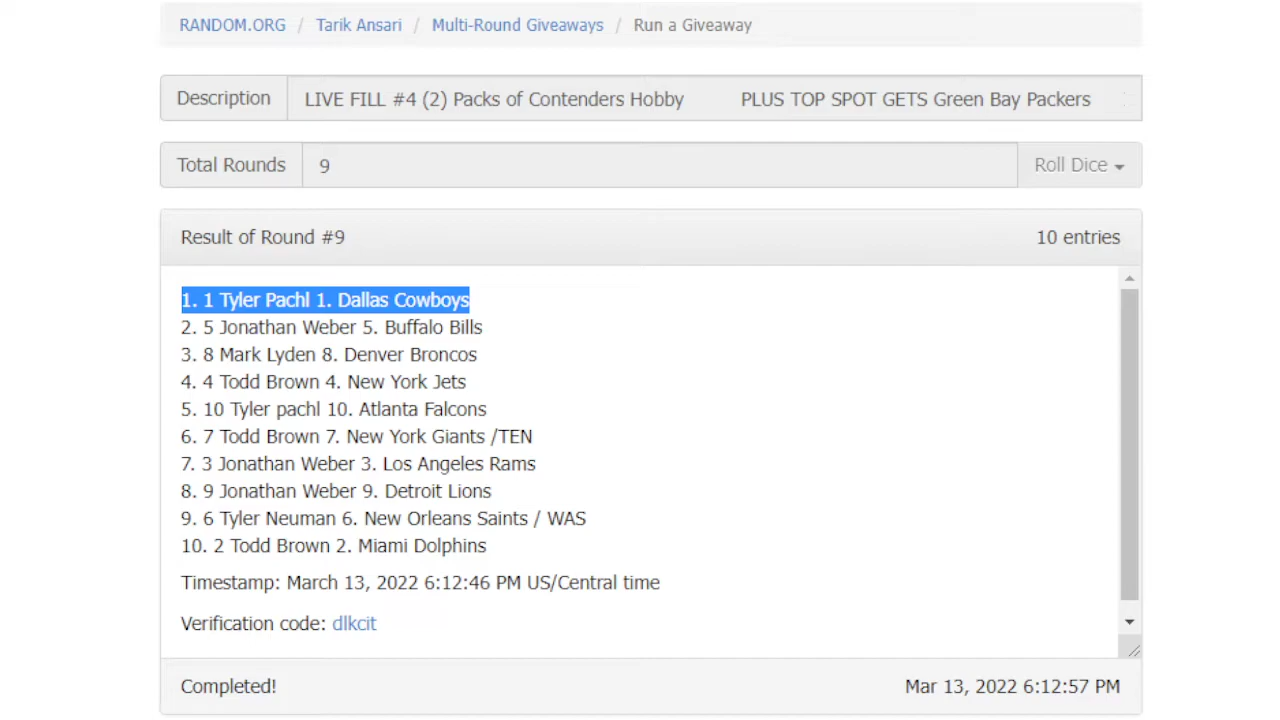 RANDOM.ORG / Tarik Ansari / Multi-Round Giveaways / Run a Giveaway
Description LIVE FILL #4 (2) Packs of Contenders Hobby PLUS TOP SPOT GETS Green Bay Packers
Total Rounds 9 Roll Dice
Result of Round #9 10 entries
1. 1 Tyler Pachl 1. Dallas Cowboys
2. 5 Jonathan Weber 5. Buffalo Bills
3. 8 Mark Lyden 8. Denver Broncos
4. 4 Todd Brown 4. New York Jets
5. 10 Tyler pachl 10. Atlanta Falcons
6. 7 Todd Brown 7. New York Giants /TEN
7. 3 Jonathan Weber 3. Los Angeles Rams
8. 9 Jonathan Weber 9. Detroit Lions
9. 6 Tyler Neuman 6. New Orleans Saints / WAS
10. 2 Todd Brown 2. Miami Dolphins
Timestamp: March 13, 2022 6:12:46 PM US/Central time
Verification code: dlkcit
Completed! Mar 13, 2022 6:12:57 PM